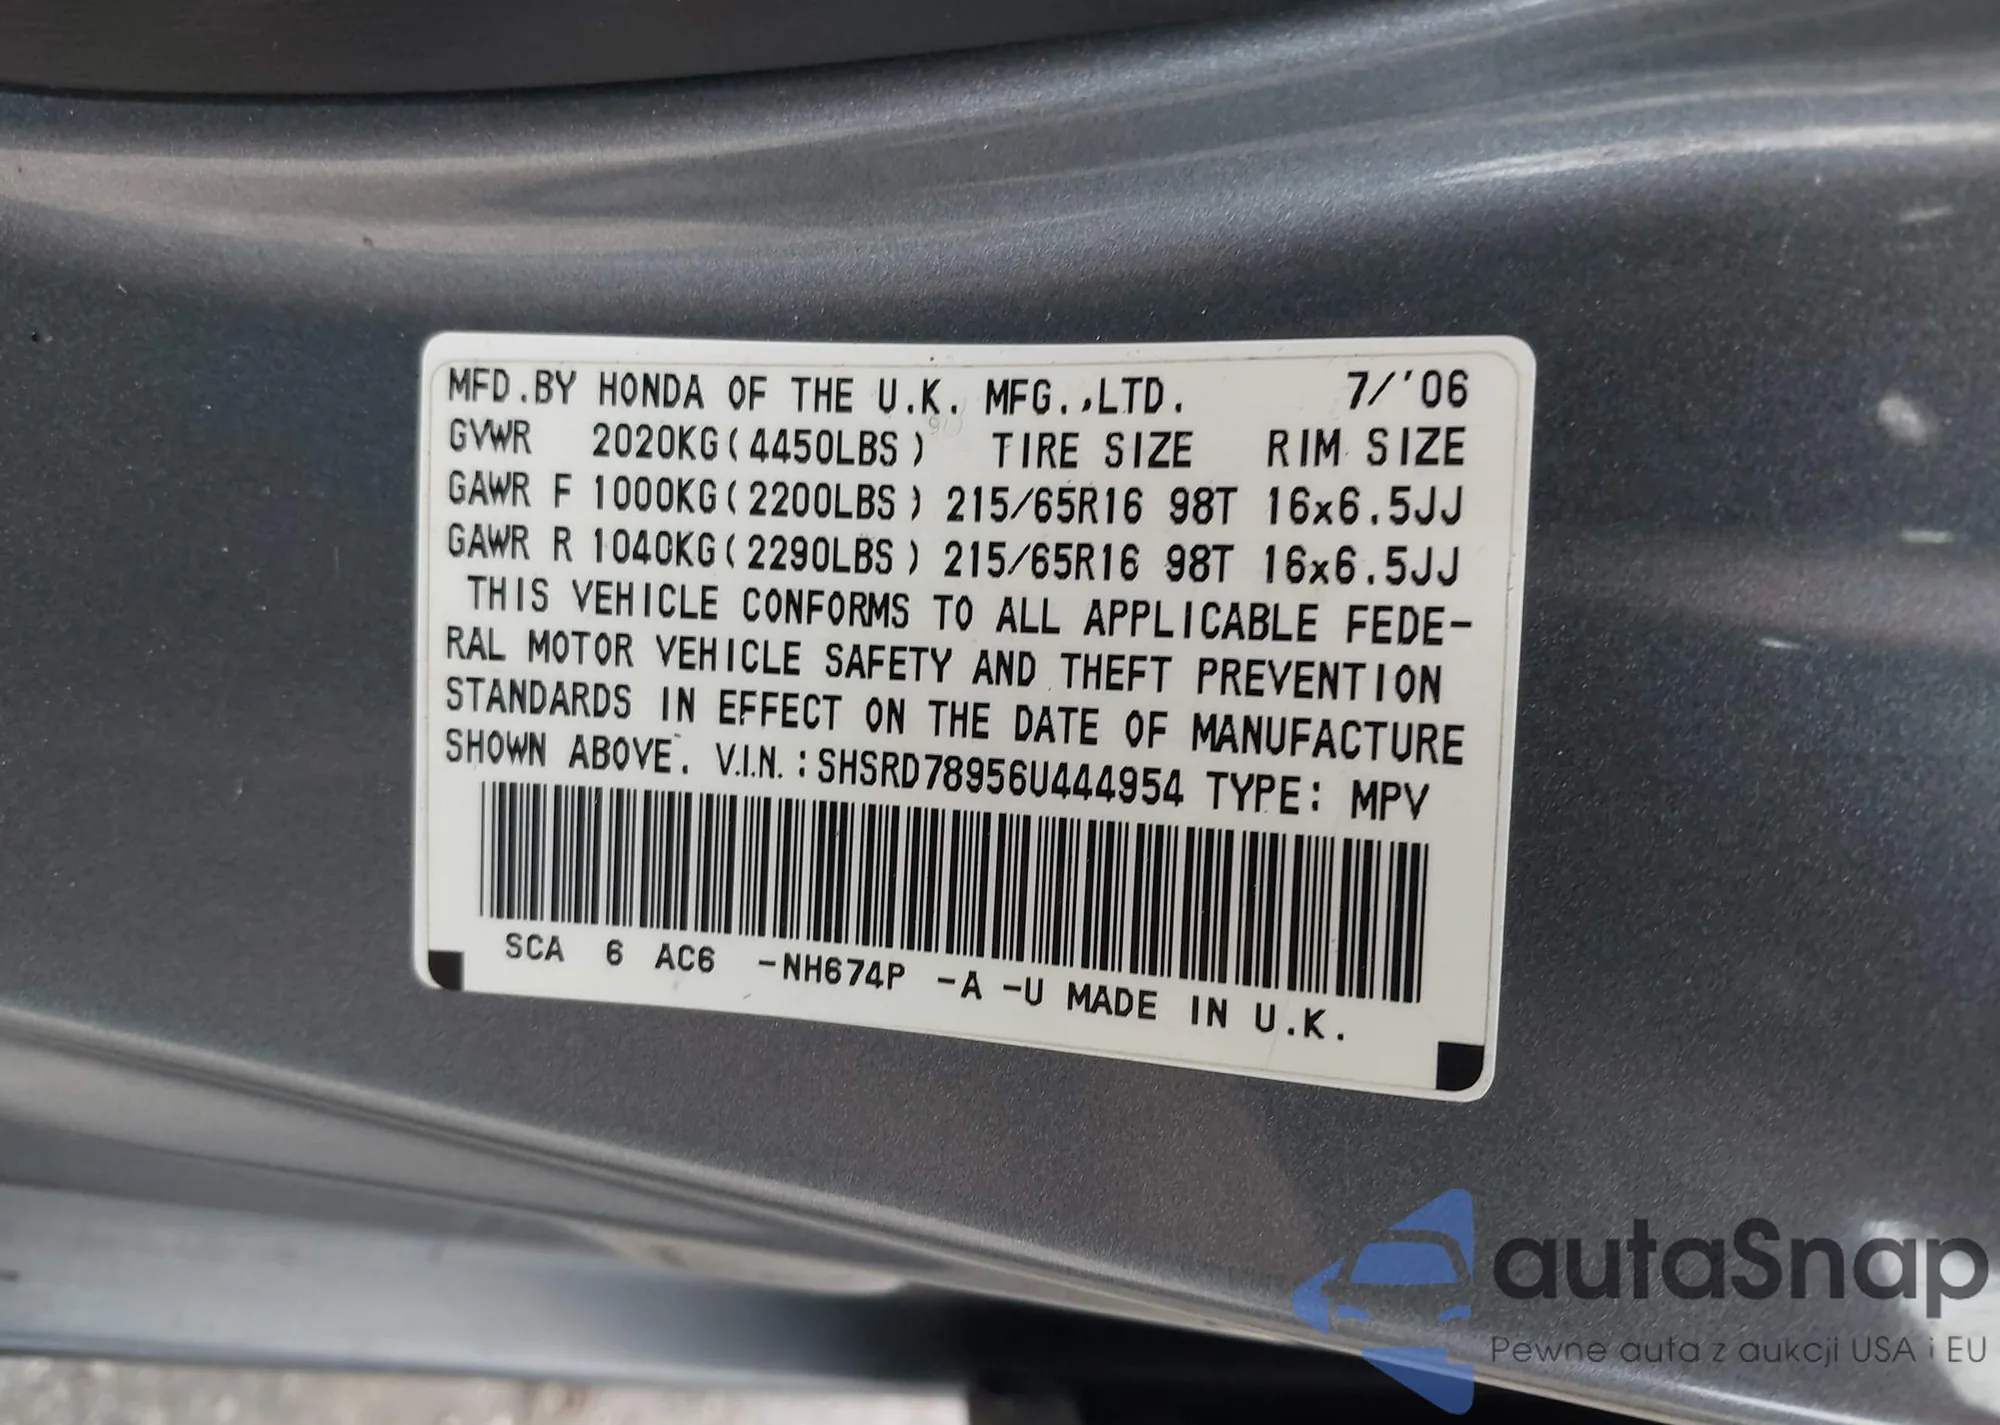 MFD.BY HONDA OF THE U.K. MFG.,LTD. 7/'06
GVWR 2020KG(4450LBS) TIRE SIZE RIM SIZE
GAWR F 1000KG(2200LBS) 215/65R16 98T 16x6.5JJ
GAWR R 1040KG(2290LBS) 215/65R16 98T 16x6.5JJ
THIS VEHICLE CONFORMS TO ALL APPLICABLE FEDE-
RAL MOTOR VEHICLE SAFETY AND THEFT PREVENTION
STANDARDS IN EFFECT ON THE DATE OF MANUFACTURE
SHOWN ABOVE. V.I.N.:SHSRD78956U444954 TYPE: MPV
SCA 6 AC6 -NH674P -A -U MADE IN U.K.
autaSnap
Pewne auta z aukcji USA i EU